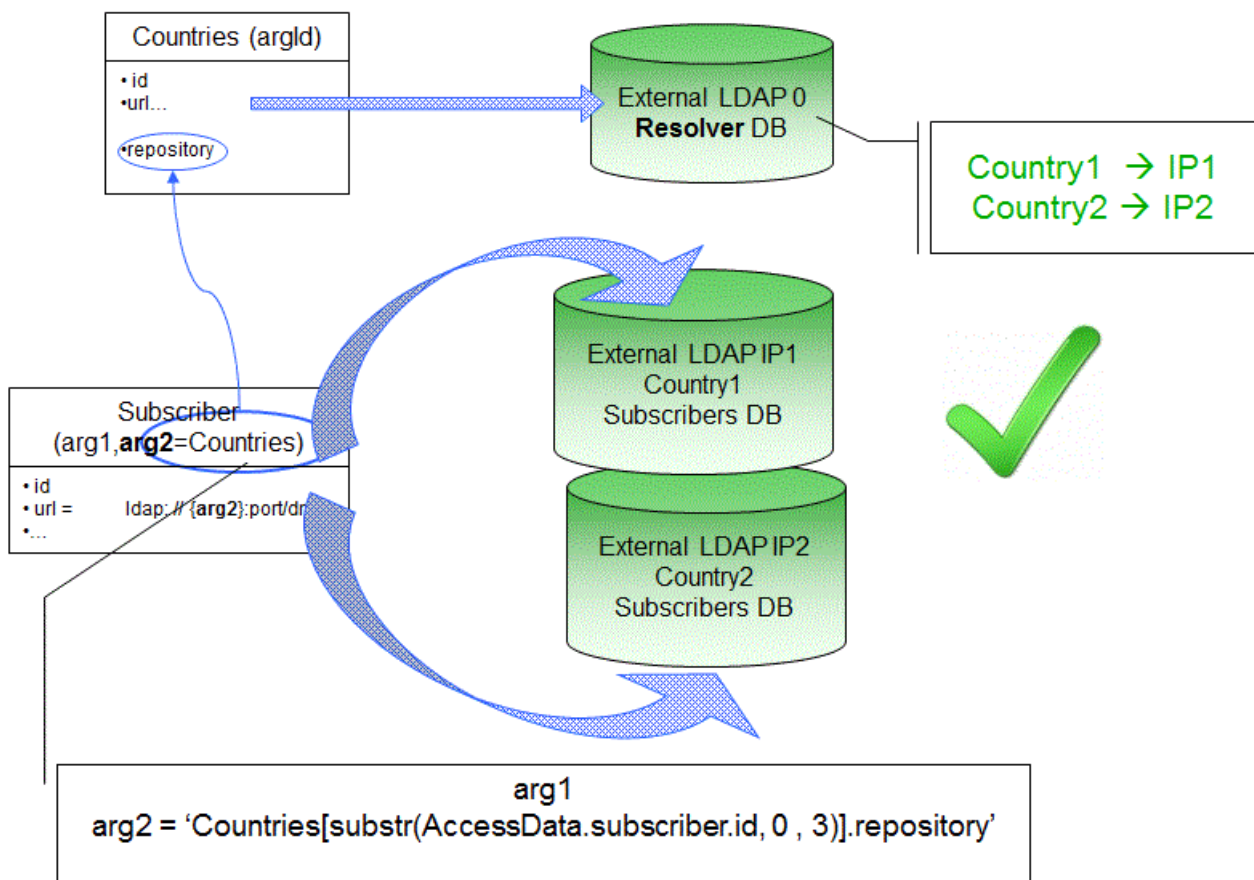 Countries (argId)
• id
•url...
•repository
External LDAP 0
Resolver DB
Country1 → IP1
Country2 → IP2
External LDAP IP1
Country1
Subscribers DB
Subscriber
(arg1,arg2=Countries)
• id
• url = ldap: // {arg2}:port/dn
•...
External LDAP IP2
Country2
Subscribers DB
arg1
arg2 = ‘Countries[substr(AccessData.subscriber.id, 0 , 3)].repository’